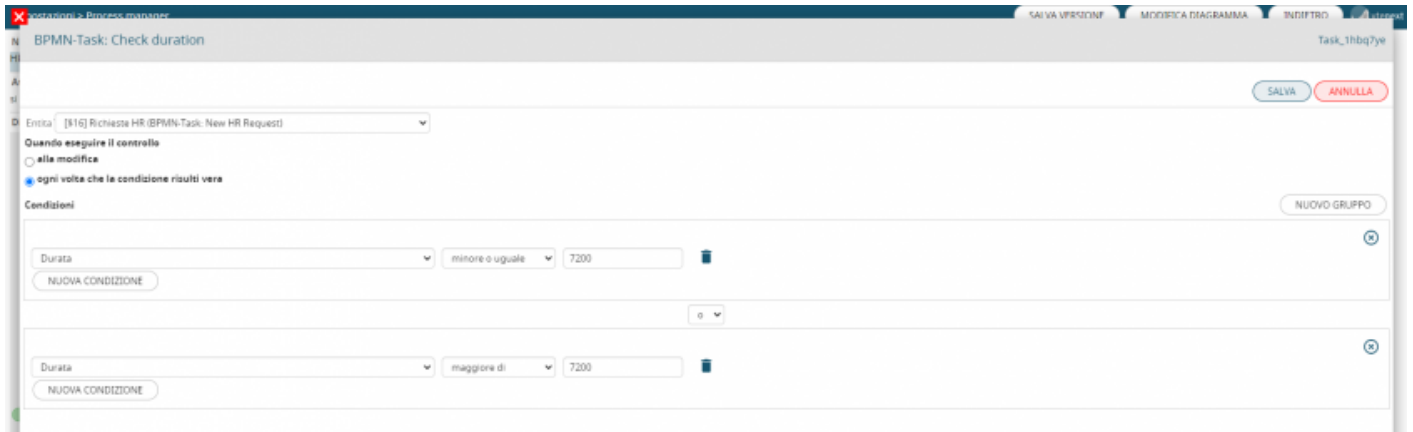 postazioni > Process manager
SALVA VERSIONE
MODIFICA DIAGRAMMA
INDIETRO
BPMN-Task: Check duration
Task_1hbq7ye
SALVA
ANNULLA
Entita [$16] Richieste HR (BPMN-Task: New HR Request)
Quando eseguire il controllo
alla modifica
ogni volta che la condizione risulti vera
Condizioni
NUOVO GRUPPO
Durata minore o uguale 7200
NUOVA CONDIZIONE
o
Durata maggiore di 7200
NUOVA CONDIZIONE